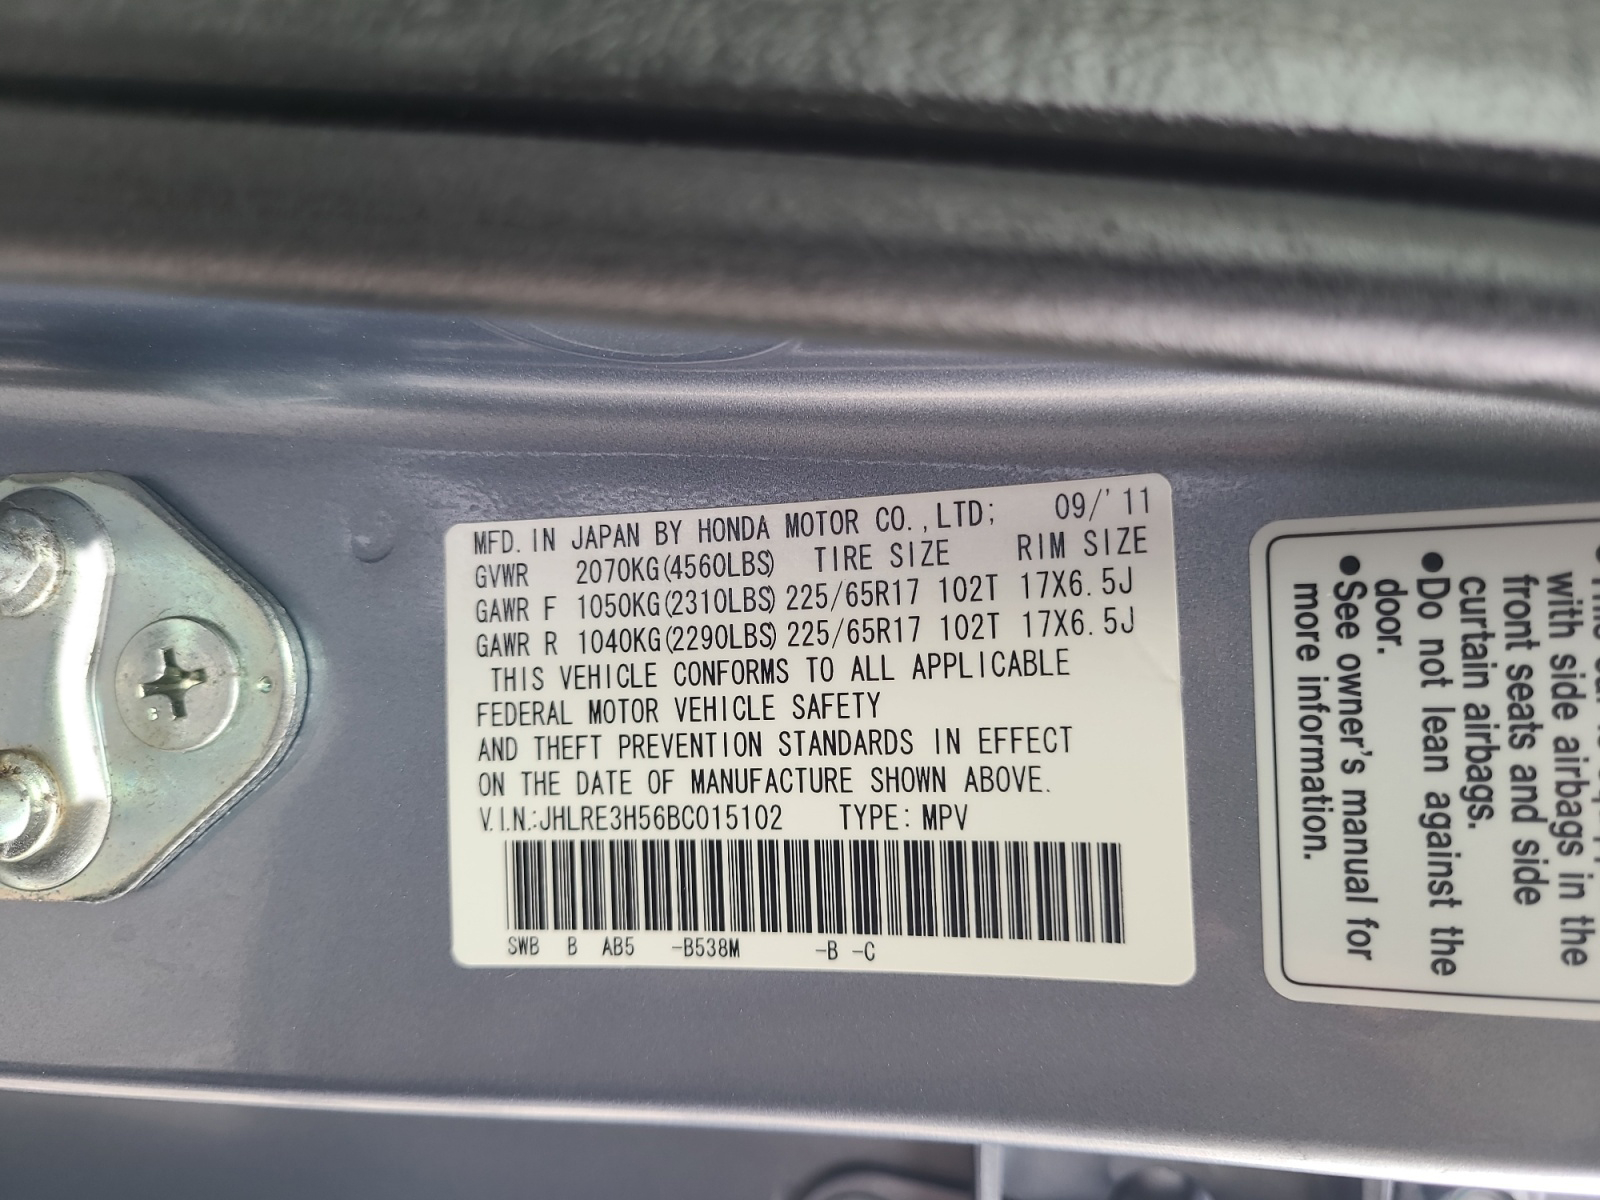 MFD. IN JAPAN BY HONDA MOTOR CO.,LTD; 09/'11
GVWR 2070KG(4560LBS) TIRE SIZE RIM SIZE
GAWR F 1050KG(2310LBS) 225/65R17 102T 17X6.5J
GAWR R 1040KG(2290LBS) 225/65R17 102T 17X6.5J
THIS VEHICLE CONFORMS TO ALL APPLICABLE
FEDERAL MOTOR VEHICLE SAFETY
AND THEFT PREVENTION STANDARDS IN EFFECT
ON THE DATE OF MANUFACTURE SHOWN ABOVE.
V.I.N.:JHLRE3H56BC015102 TYPE: MPV
SWB B AB5 -B538M -B -C
with side airbags in the
front seats and side
curtain airbags.
●Do not lean against the
door.
●See owner's manual for
more information.